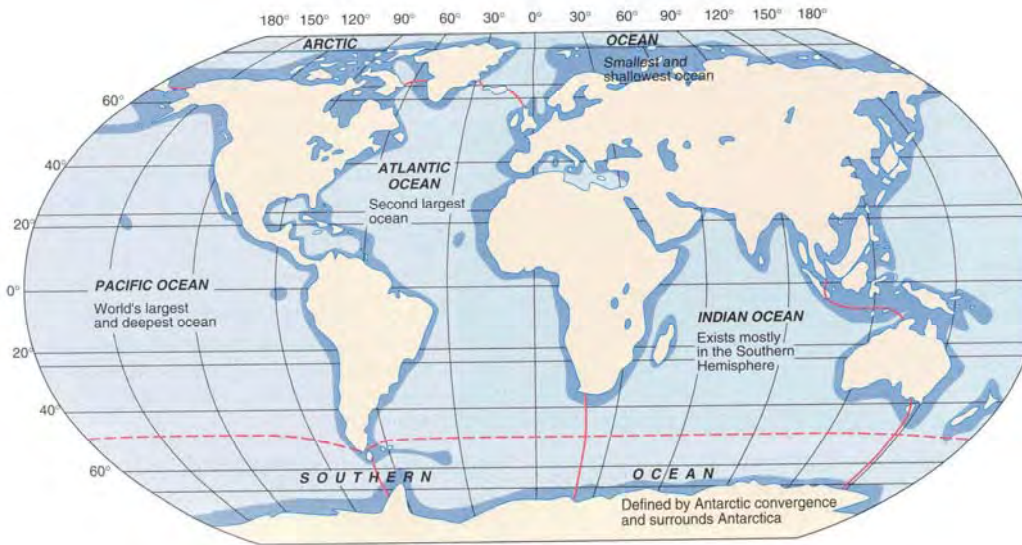 180° 150° 120° 90° 60° 30° 0° 30° 60° 90° 120° 150° 180°
ARCTIC
OCEAN
Smallest and
shallowest ocean
60°
40°
ATLANTIC
OCEAN
Second largest
ocean
20°
PACIFIC OCEAN
World's largest
and deepest ocean
0°
INDIAN OCEAN
Exists mostly
in the Southern
Hemisphere
20°
40°
60°
SOUTHERN
OCEAN
Defined by Antarctic convergence
and surrounds Antarctica